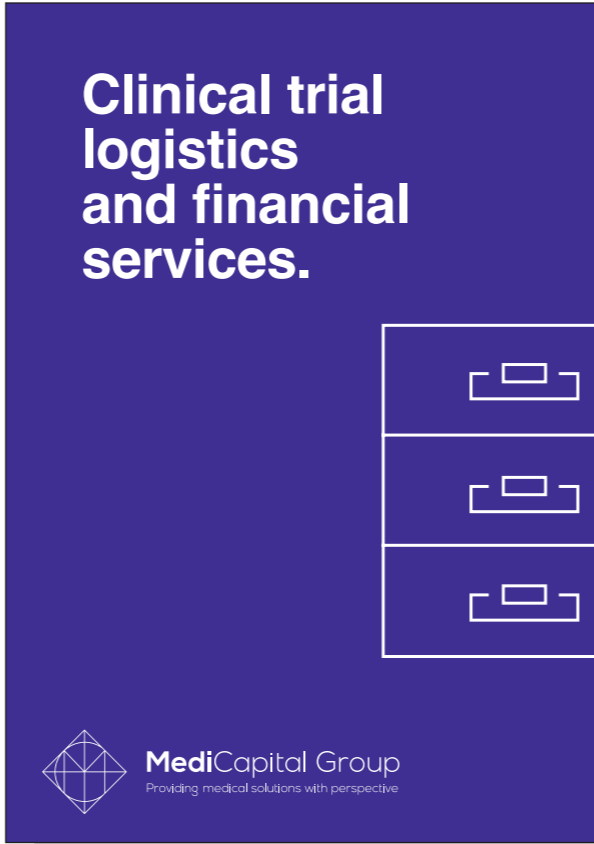 Clinical trial
logistics
and financial
services.
MediCapital Group
Providing medical solutions with perspective